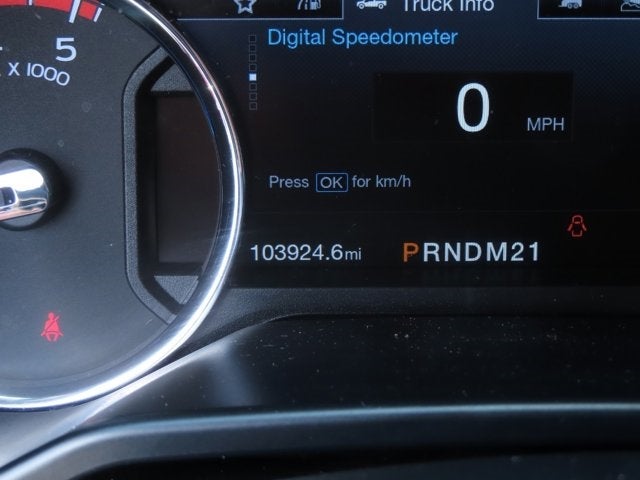 Truck Info
Digital Speedometer
5
X 1000
0 MPH
Press OK for km/h
103924.6mi PRNDM21